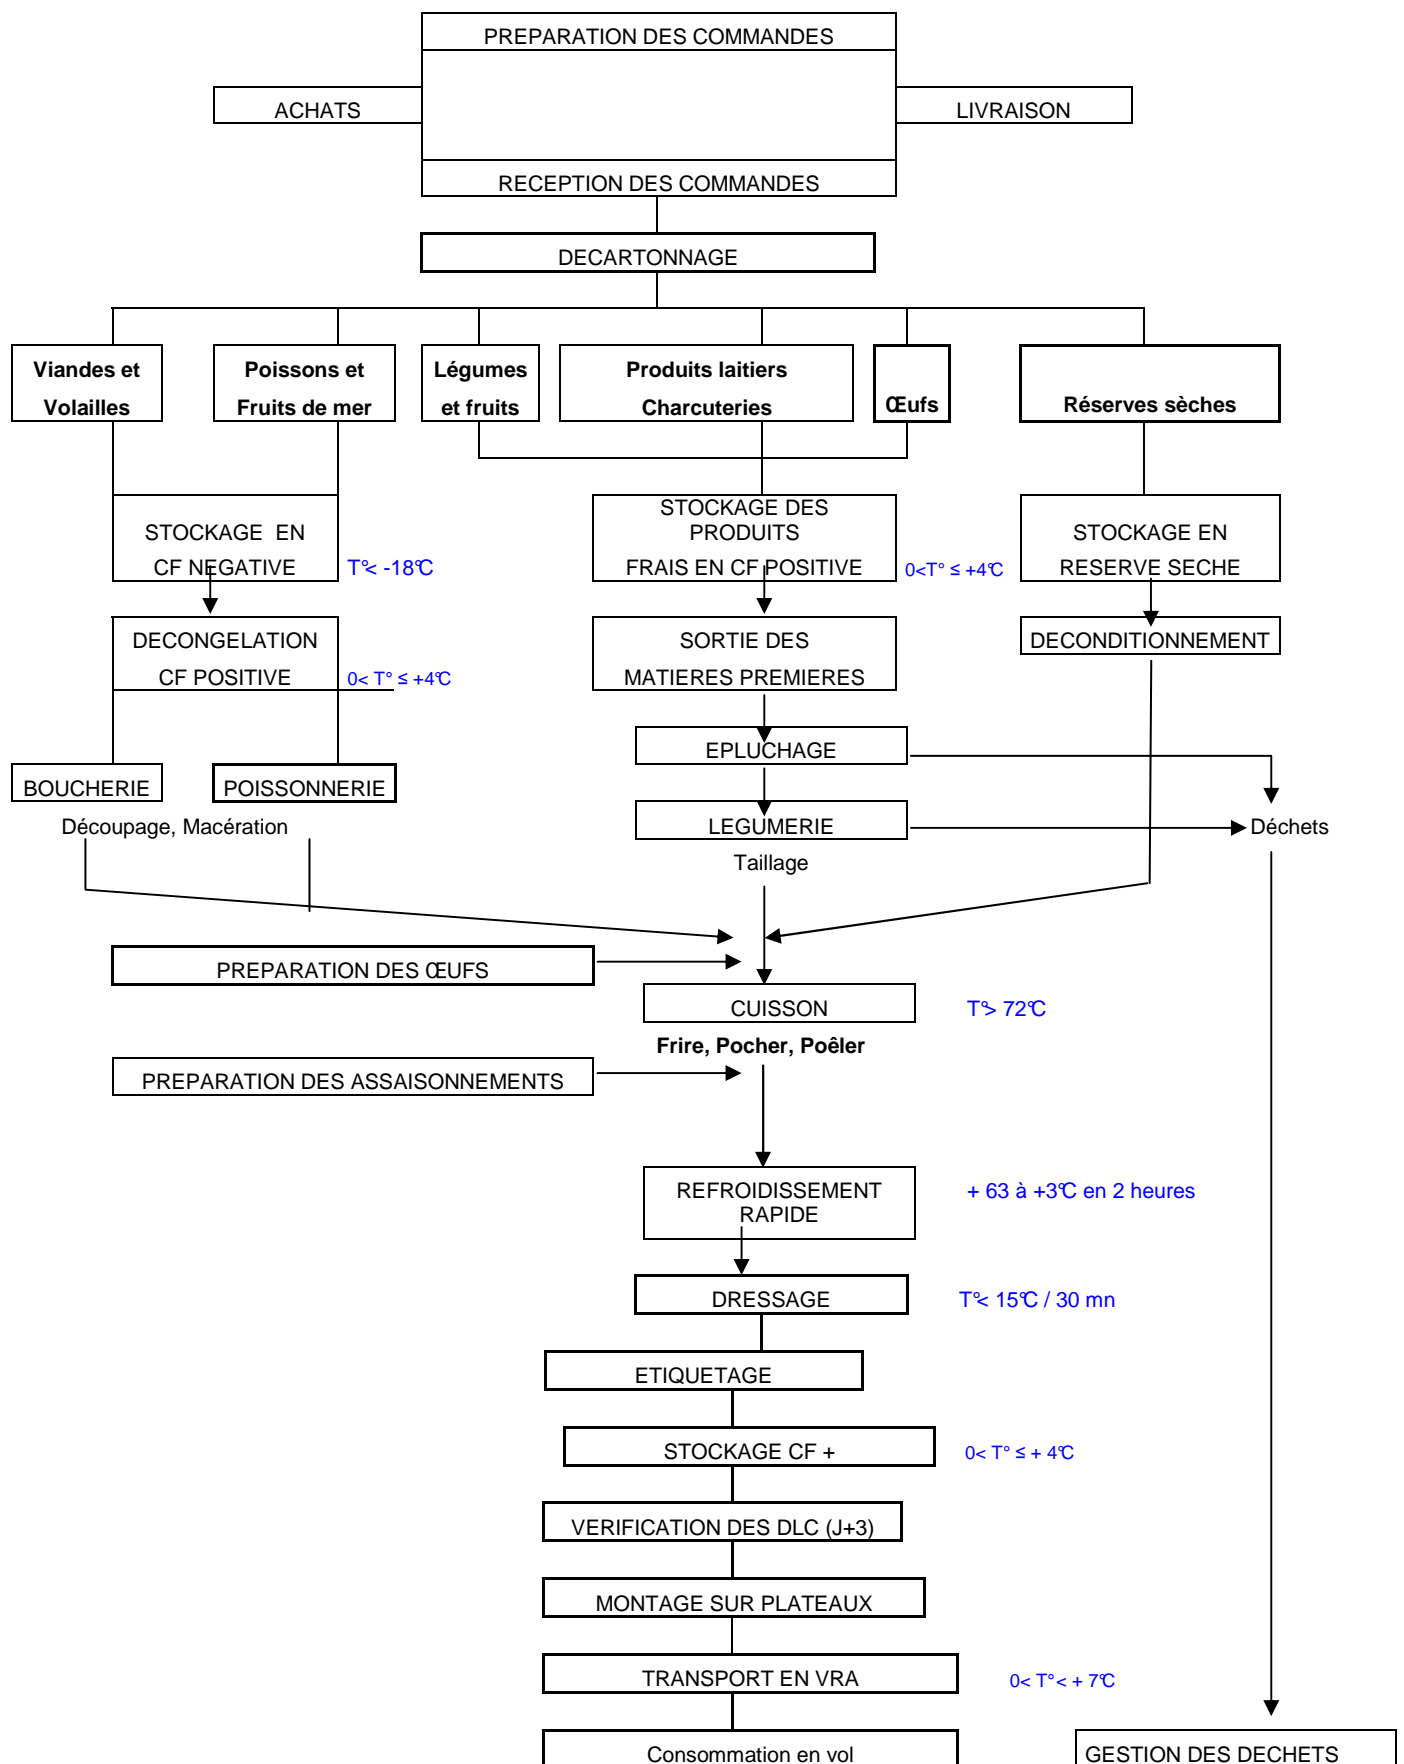 PREPARATION DES COMMANDES
ACHATS
LIVRAISON
RECEPTION DES COMMANDES
DECARTONNAGE
Viandes et
Volailles
Poissons et
Fruits de mer
Légumes
et fruits
Produits laitiers
Charcuteries
Œufs
Réserves sèches
STOCKAGE EN
CF NEGATIVE
T°< -18°C
STOCKAGE DES
PRODUITS
FRAIS EN CF POSITIVE
0<T° ≤ +4°C
STOCKAGE EN
RESERVE SECHE
DECONGELATION
CF POSITIVE
0< T° ≤ +4°C
SORTIE DES
MATIERES PREMIERES
DECONDITIONNEMENT
EPLUCHAGE
BOUCHERIE
POISSONNERIE
Découpage, Macération
LEGUMERIE
Déchets
Taillage
PREPARATION DES ŒUFS
CUISSON
T°> 72°C
Frire, Pocher, Poêler
PREPARATION DES ASSAISONNEMENTS
REFROIDISSEMENT
RAPIDE
+ 63 à +3°C en 2 heures
DRESSAGE
T°< 15°C / 30 mn
ETIQUETAGE
STOCKAGE CF +
0< T° ≤ + 4°C
VERIFICATION DES DLC (J+3)
MONTAGE SUR PLATEAUX
TRANSPORT EN VRA
0< T° < + 7°C
Consommation en vol
GESTION DES DECHETS